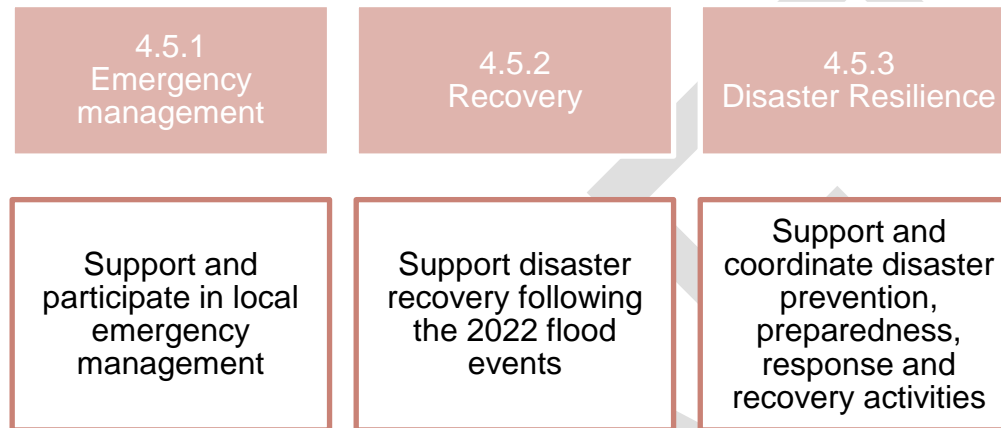 4.5.1
Emergency
management
4.5.2
Recovery
4.5.3
Disaster Resilience
Support and
participate in local
emergency
management
Support disaster
recovery following
the 2022 flood
events
Support and
coordinate disaster
prevention,
preparedness,
response and
recovery activities